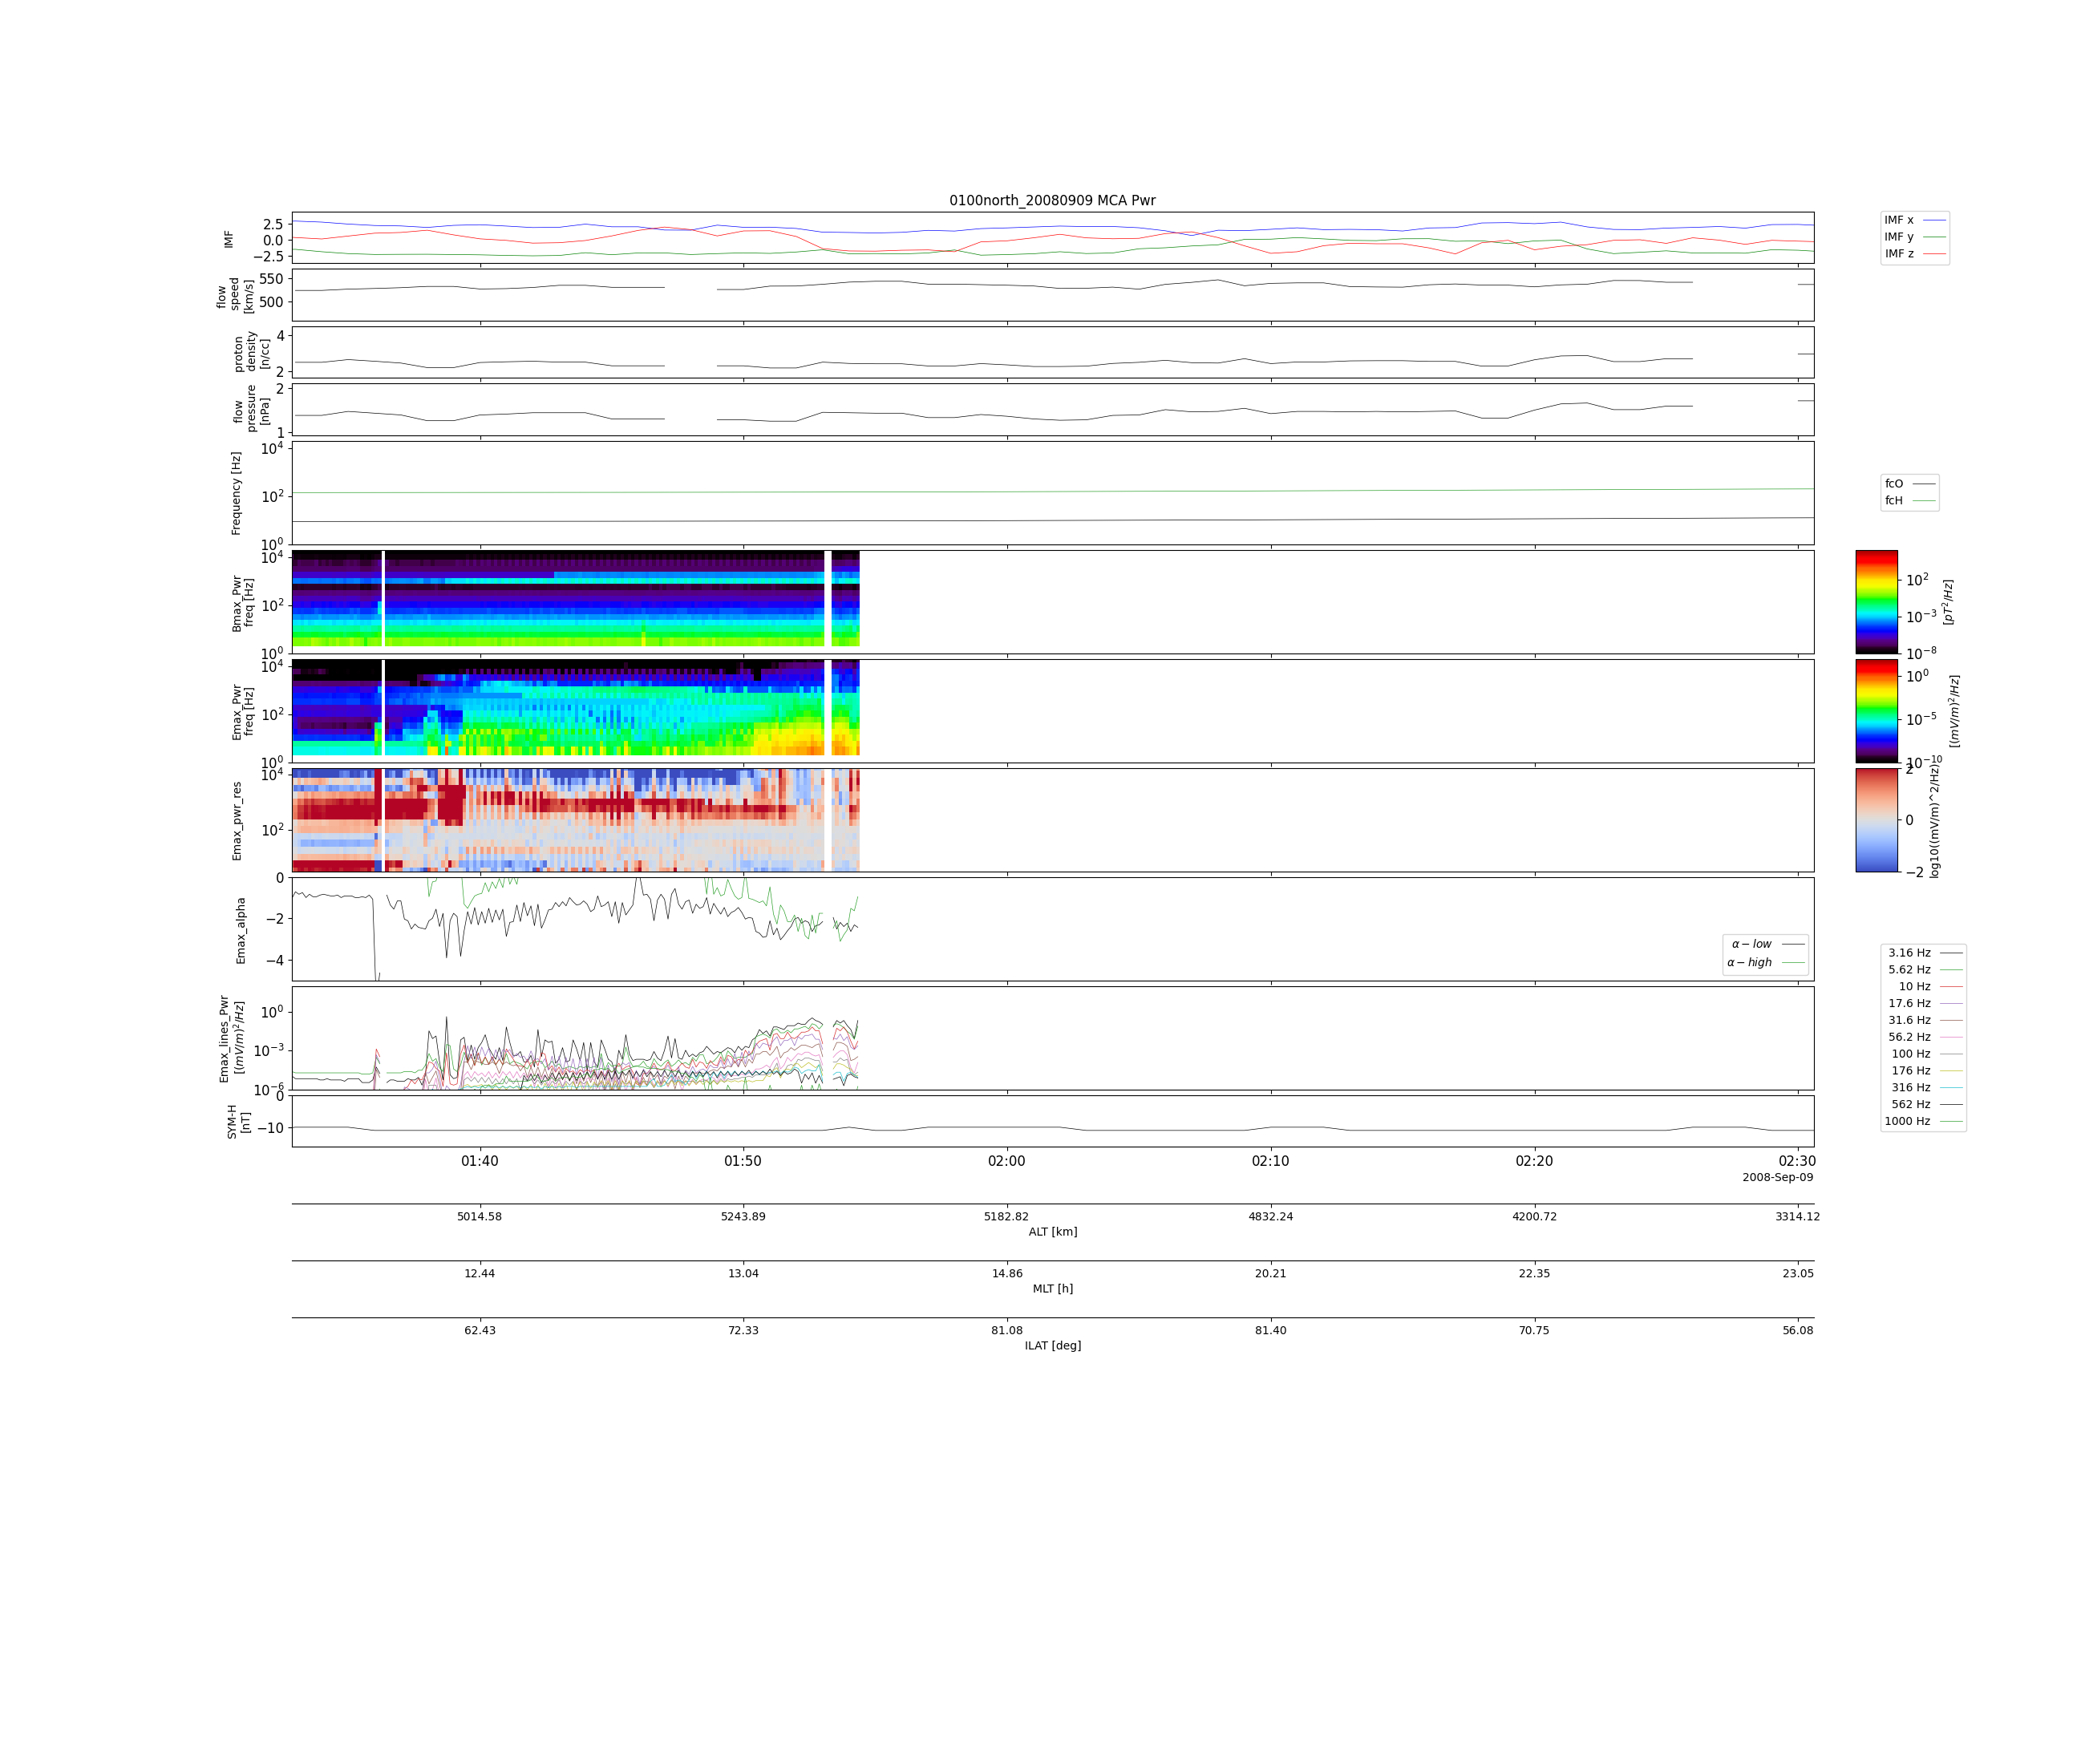 0100north_20080909 MCA Pwr
IMF
2.5
0.0
−2.5
IMF x
IMF y
IMF z
flow
speed
[km/s]
550
500
proton
density
[n/cc]
4
2
flow
pressure
[nPa]
2
1
Frequency [Hz]
10^4
10^2
10^0
fcO
fcH
Bmax_Pwr
freq [Hz]
10^4
10^2
10^0
10^2
10^−3
10^−8
[pT^2/Hz]
Emax_Pwr
freq [Hz]
10^4
10^2
10^0
10^0
10^−5
10^−10
[(mV/m)^2/Hz]
Emax_pwr_res
10^4
10^2
2
0
−2
log10((mV/m)^2/Hz)
Emax_alpha
0
−2
−4
α − low
α − high
Emax_lines_Pwr
[(mV/m)^2/Hz]
10^0
10^−3
10^−6
3.16 Hz
5.62 Hz
10 Hz
17.6 Hz
31.6 Hz
56.2 Hz
100 Hz
176 Hz
316 Hz
562 Hz
1000 Hz
SYM-H
[nT]
0
−10
01:40 01:50 02:00 02:10 02:20 02:30
2008-Sep-09
5014.58 5243.89 5182.82 4832.24 4200.72 3314.12
ALT [km]
12.44 13.04 14.86 20.21 22.35 23.05
MLT [h]
62.43 72.33 81.08 81.40 70.75 56.08
ILAT [deg]